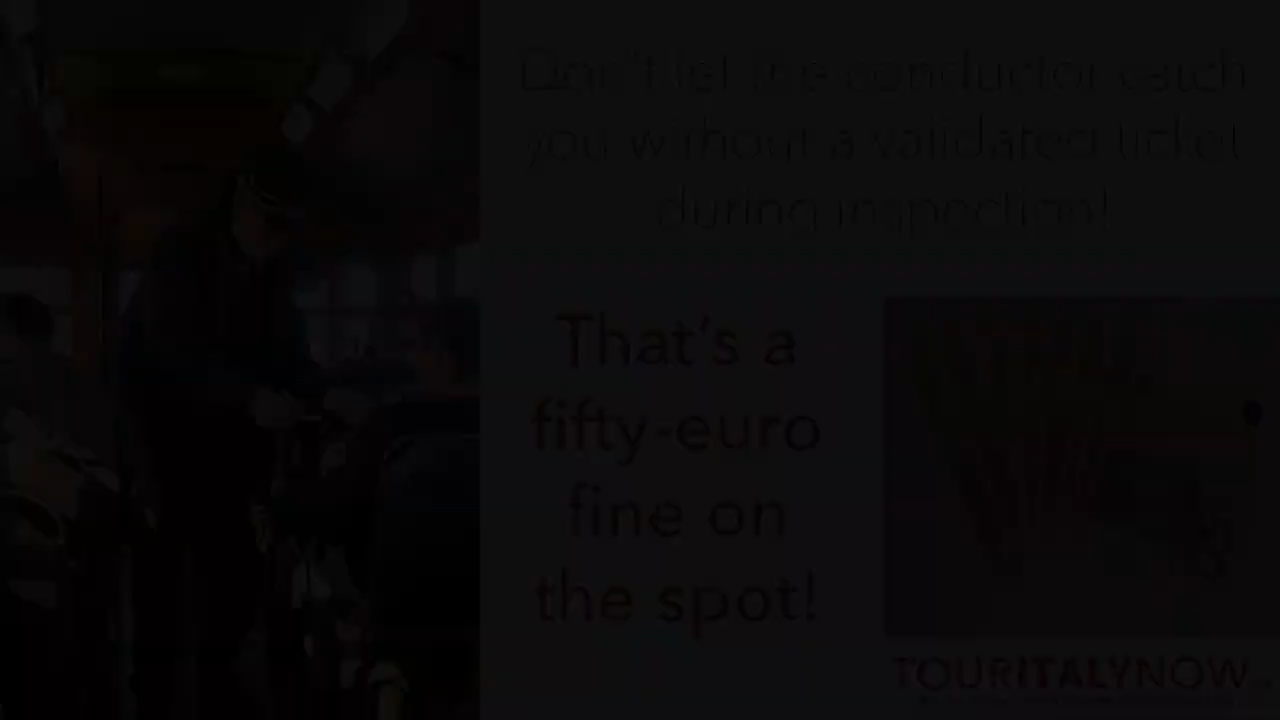 Don't let the conductor catch
you without a validated ticket
during inspection!
That's a
fifty-euro
fine on
the spot!
TOURITALYNOW